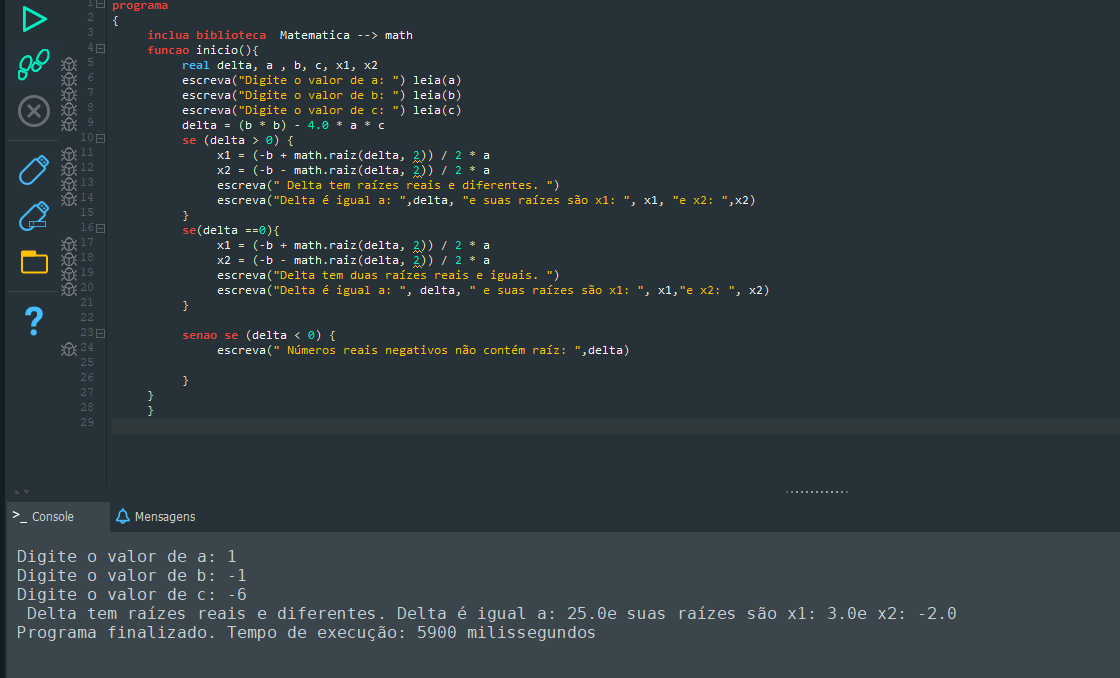 1 programa
2 {
3 inclua biblioteca Matematica --> math
4 funcao inicio(){
5 real delta, a , b, c, x1, x2
6 escreva("Digite o valor de a: ") leia(a)
7 escreva("Digite o valor de b: ") leia(b)
8 escreva("Digite o valor de c: ") leia(c)
9 delta = (b * b) - 4.0 * a * c
10 se (delta > 0) {
11 x1 = (-b + math.raiz(delta, 2)) / 2 * a
12 x2 = (-b - math.raiz(delta, 2)) / 2 * a
13 escreva(" Delta tem raízes reais e diferentes. ")
14 escreva("Delta é igual a: ",delta, "e suas raízes são x1: ", x1, "e x2: ",x2)
15 }
16 se(delta ==0){
17 x1 = (-b + math.raiz(delta, 2)) / 2 * a
18 x2 = (-b - math.raiz(delta, 2)) / 2 * a
19 escreva("Delta tem duas raízes reais e iguais. ")
20 escreva("Delta é igual a: ", delta, " e suas raízes são x1: ", x1,"e x2: ", x2)
21 }
22
23 senao se (delta < 0) {
24 escreva(" Números reais negativos não contém raíz: ",delta)
25
26 }
27 }
28 }
29
?
>_ Console Mensagens
Digite o valor de a: 1
Digite o valor de b: -1
Digite o valor de c: -6
Delta tem raízes reais e diferentes. Delta é igual a: 25.0e suas raízes são x1: 3.0e x2: -2.0
Programa finalizado. Tempo de execução: 5900 milissegundos